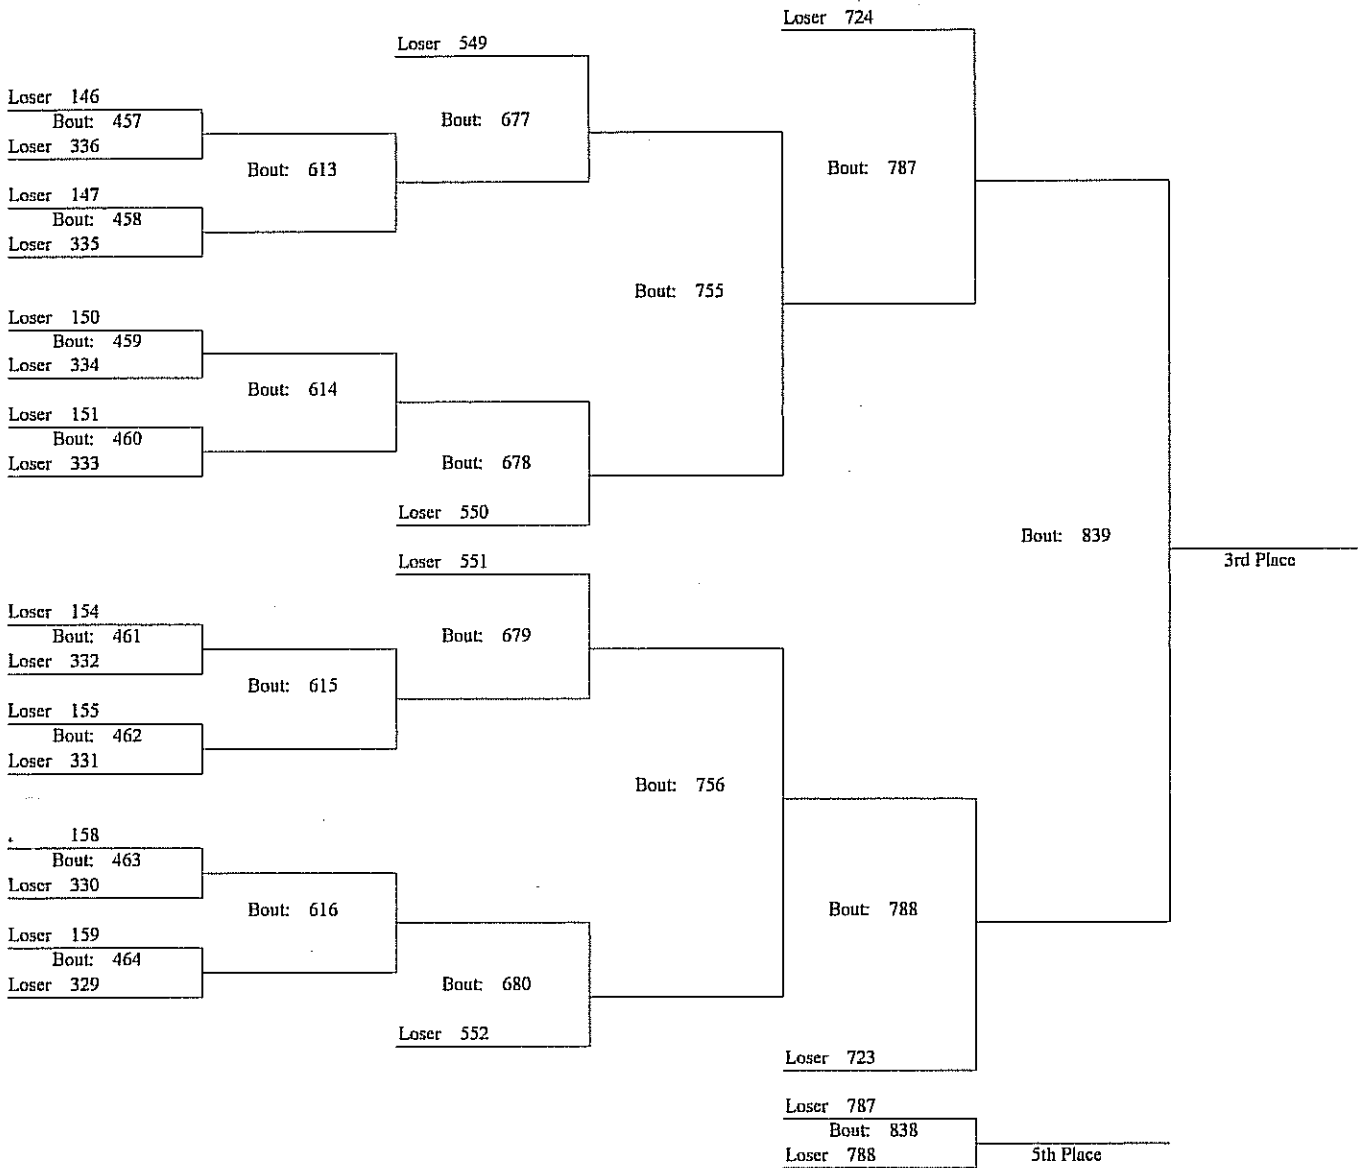 Loser 724
Loser 549
Loser 146
Bout: 457
Loser 336
Bout: 677
Bout: 613
Bout: 787
Loser 147
Bout: 458
Loser 335
Bout: 755
Loser 150
Bout: 459
Loser 334
Bout: 614
Loser 151
Bout: 460
Loser 333
Bout: 678
Loser 550
Bout: 839
3rd Place
Loser 551
Loser 154
Bout: 461
Loser 332
Bout: 679
Bout: 615
Loser 155
Bout: 462
Loser 331
Bout: 756
158
Bout: 463
Loser 330
Bout: 616
Bout: 788
Loser 159
Bout: 464
Loser 329
Bout: 680
Loser 552
Loser 723
Loser 787
Bout: 838
Loser 788
5th Place